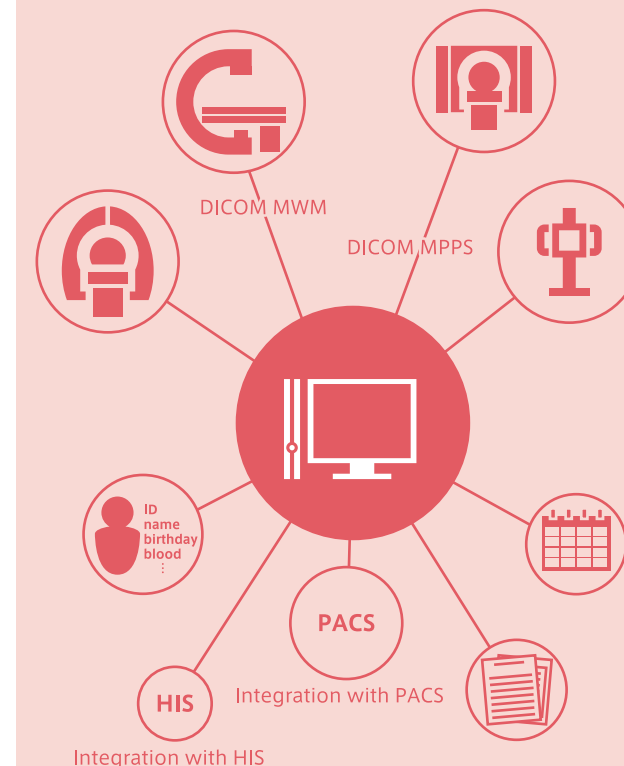 DICOM MWM
DICOM MPPS
ID
name
birthday
blood
⋮
PACS
Integration with PACS
HIS
Integration with HIS